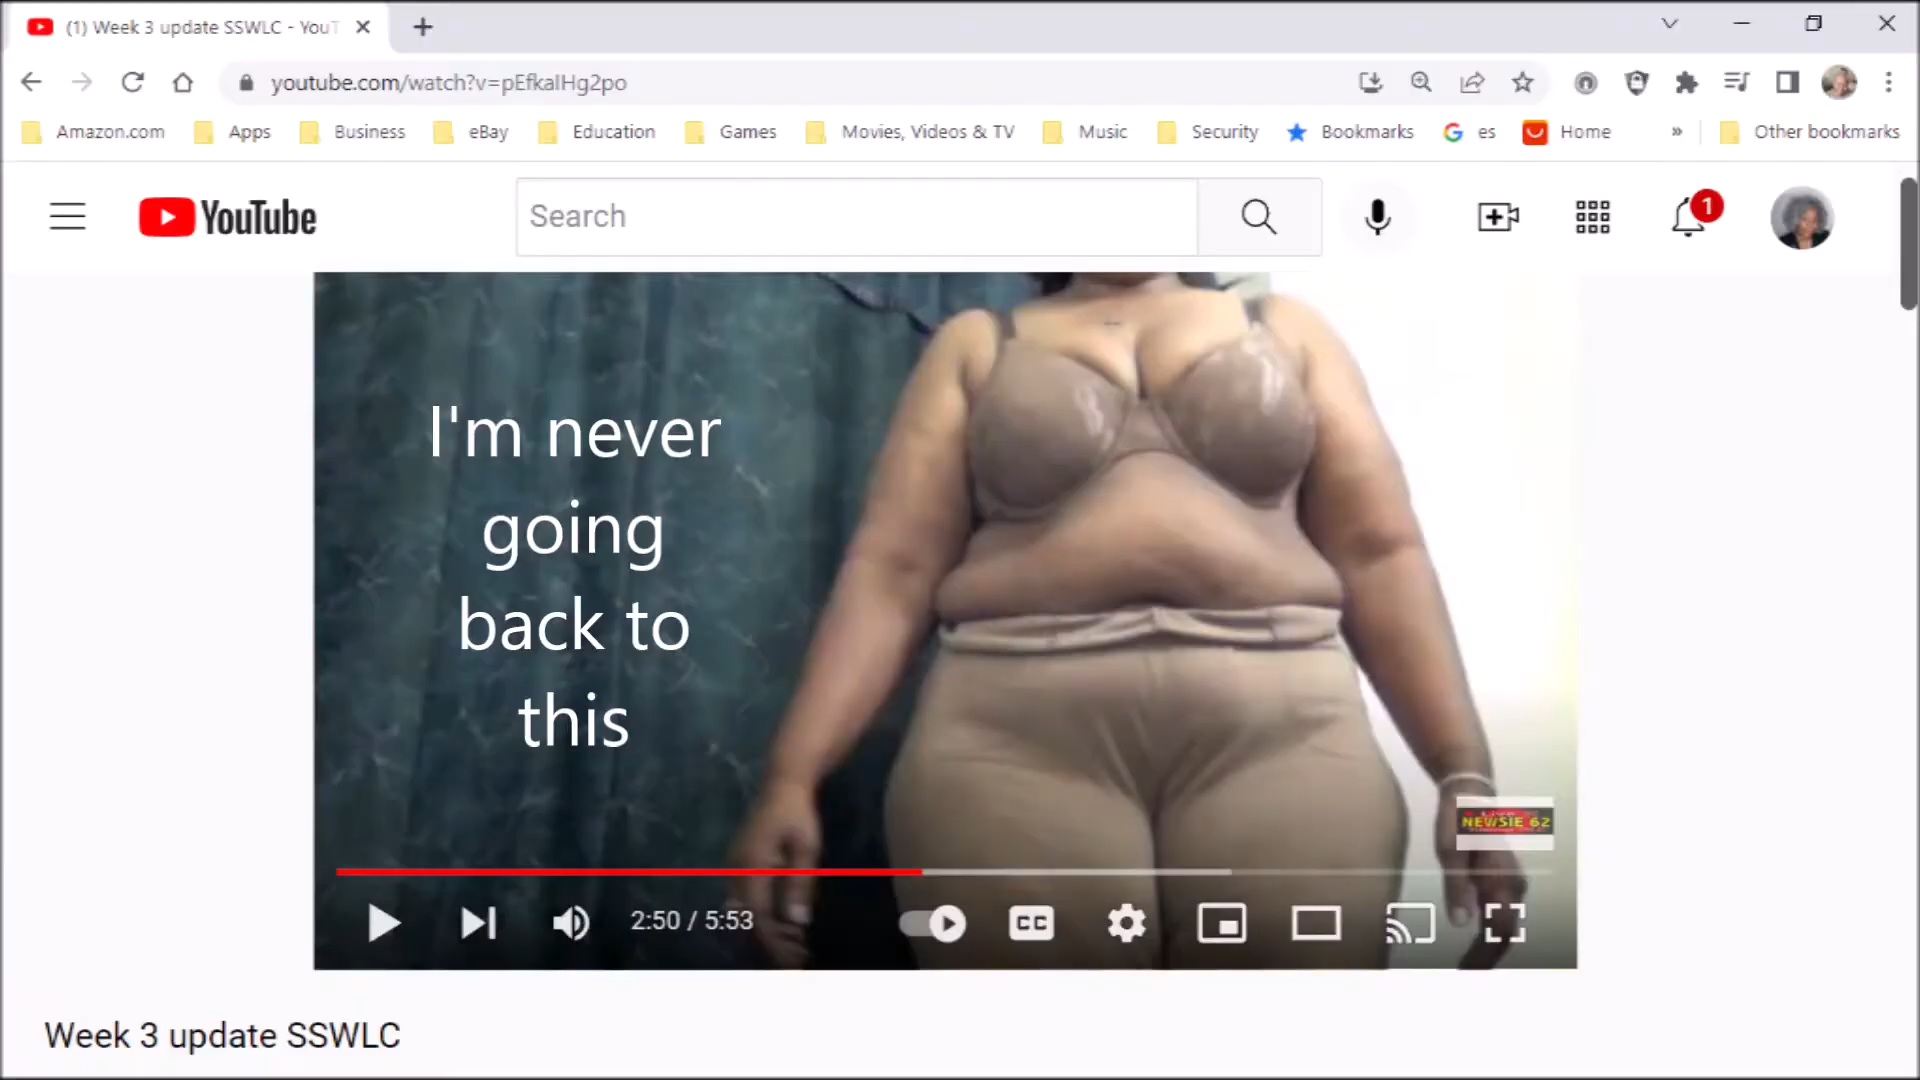 (1) Week 3 update SSWLC - YouT
youtube.com/watch?v=pEfkaIHg2po
Amazon.com Apps Business eBay Education Games Movies, Videos & TV Music Security Bookmarks es Home » Other bookmarks
YouTube Search 1
I'm never
going
back to
this
NEWSIE 62
2:50 / 5:53 CC
Week 3 update SSWLC